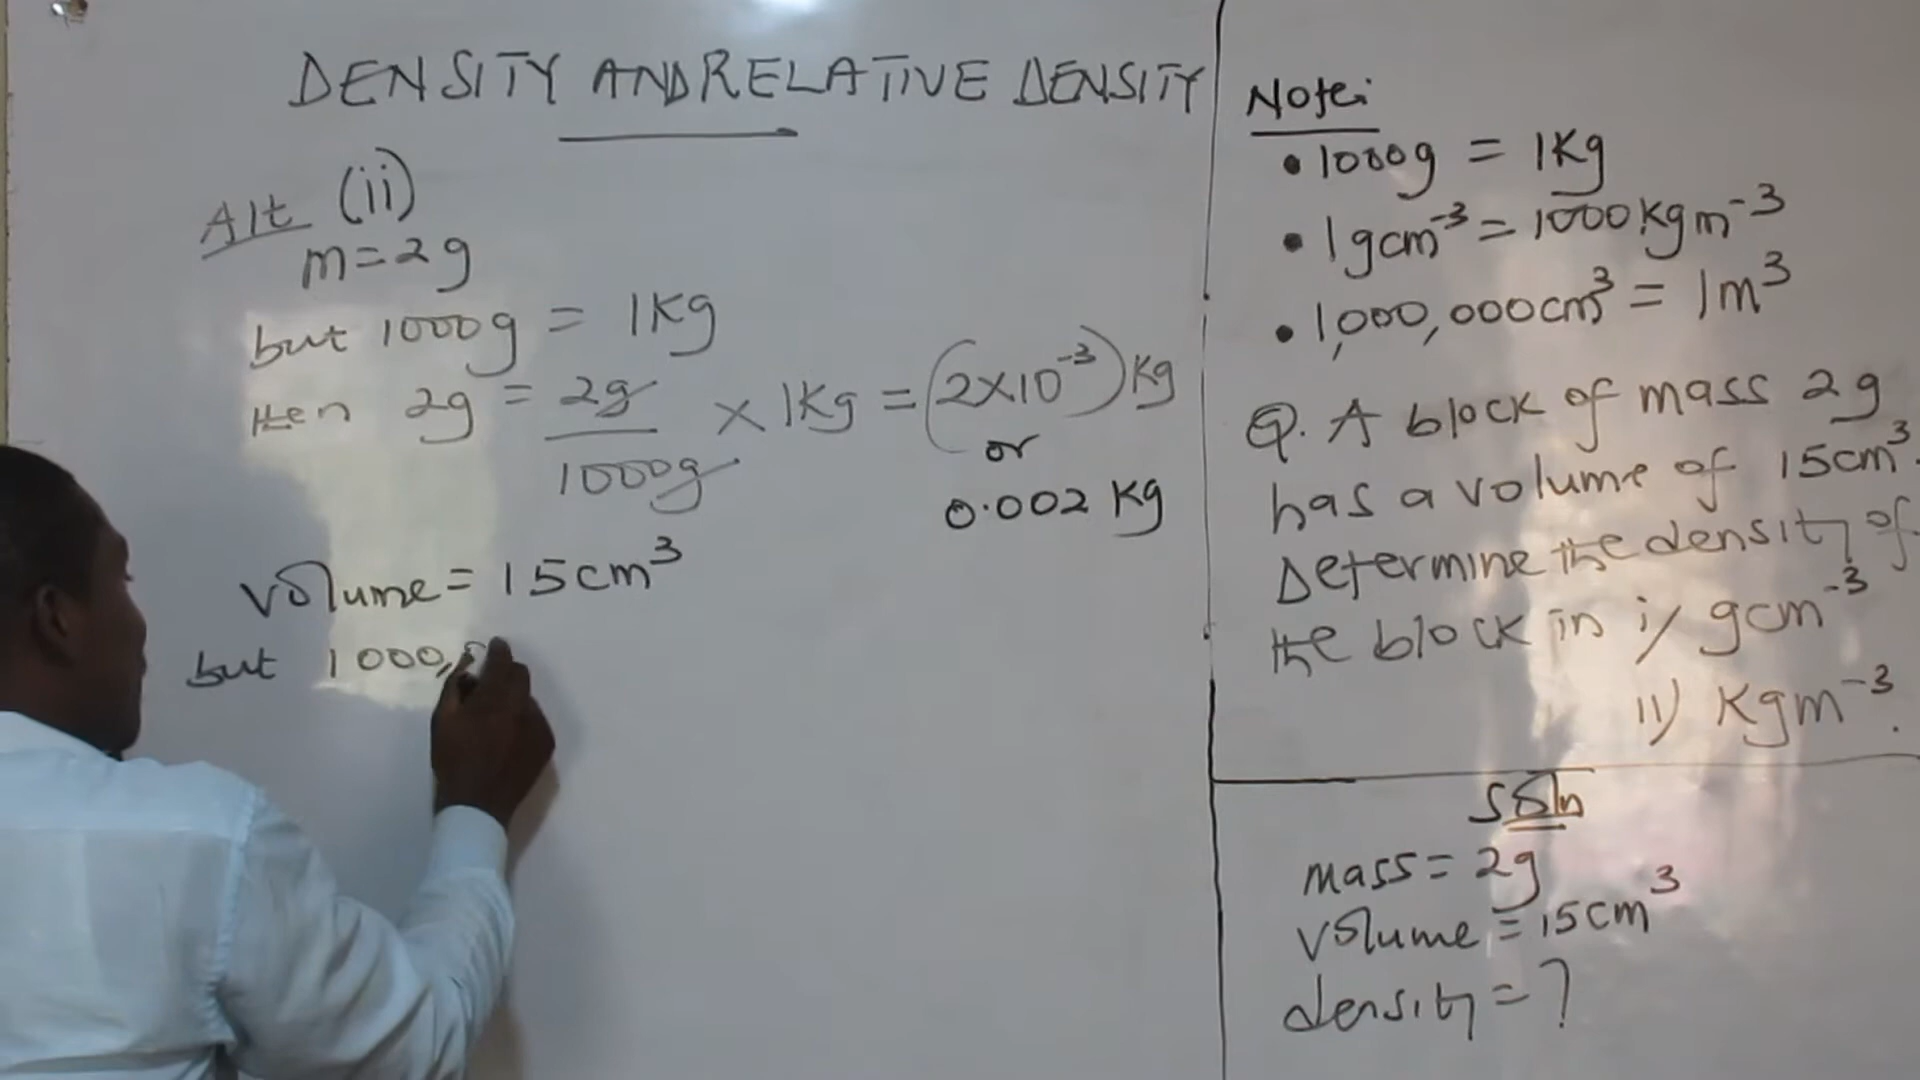 DENSITY AND RELATIVE DENSITY
Alt (ii)
m = 2g
but 1000g = 1Kg
then 2g = 2g/1000g × 1Kg = (2×10⁻³) Kg
or
0.002 Kg
volume = 15cm³
but 1000,
Note:
• 1000g = 1Kg
• 1gcm⁻³ = 1000Kgm⁻³
• 1,000,000cm³ = 1m³
Q. A block of mass 2g
has a volume of 15cm³.
Determine the density of
the block in i/ gcm⁻³
ii) Kgm⁻³.
Soln
mass = 2g
volume = 15cm³
density = ?